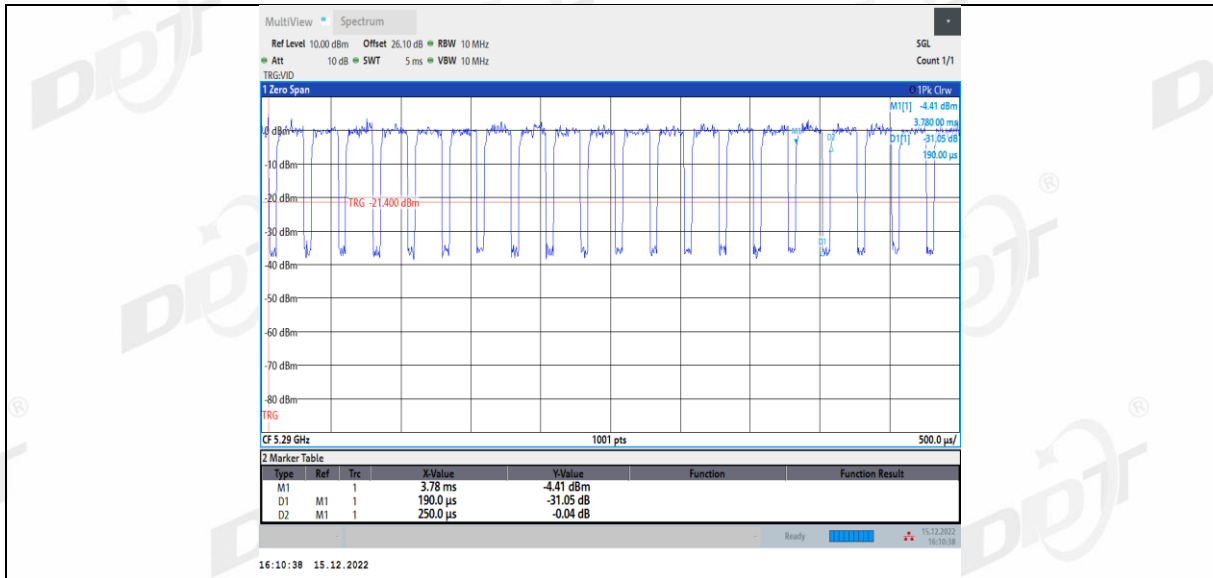 MultiView Spectrum
Ref Level 10.00 dBm Offset 26.10 dB RBW 10 MHz SGL
Att 10 dB SWT 5 ms VBW 10 MHz Count 1/1
TRG:VID
1 Zero Span 1Pk Clrw
M1[1] -4.41 dBm
3.780 00 ms
0 dBm
M1
D2
D1[1] -31.05 dB
190.00 µs
-10 dBm
-20 dBm
TRG -21.400 dBm
-30 dBm
D1
-40 dBm
-50 dBm
-60 dBm
-70 dBm
-80 dBm
TRG
CF 5.29 GHz 1001 pts 500.0 µs/
2 Marker Table
Type Ref Trc X-Value Y-Value Function Function Result
M1 1 3.78 ms -4.41 dBm
D1 M1 1 190.0 µs -31.05 dB
D2 M1 1 250.0 µs -0.04 dB
Ready 15.12.2022
16:10:38
16:10:38 15.12.2022
DDT
®